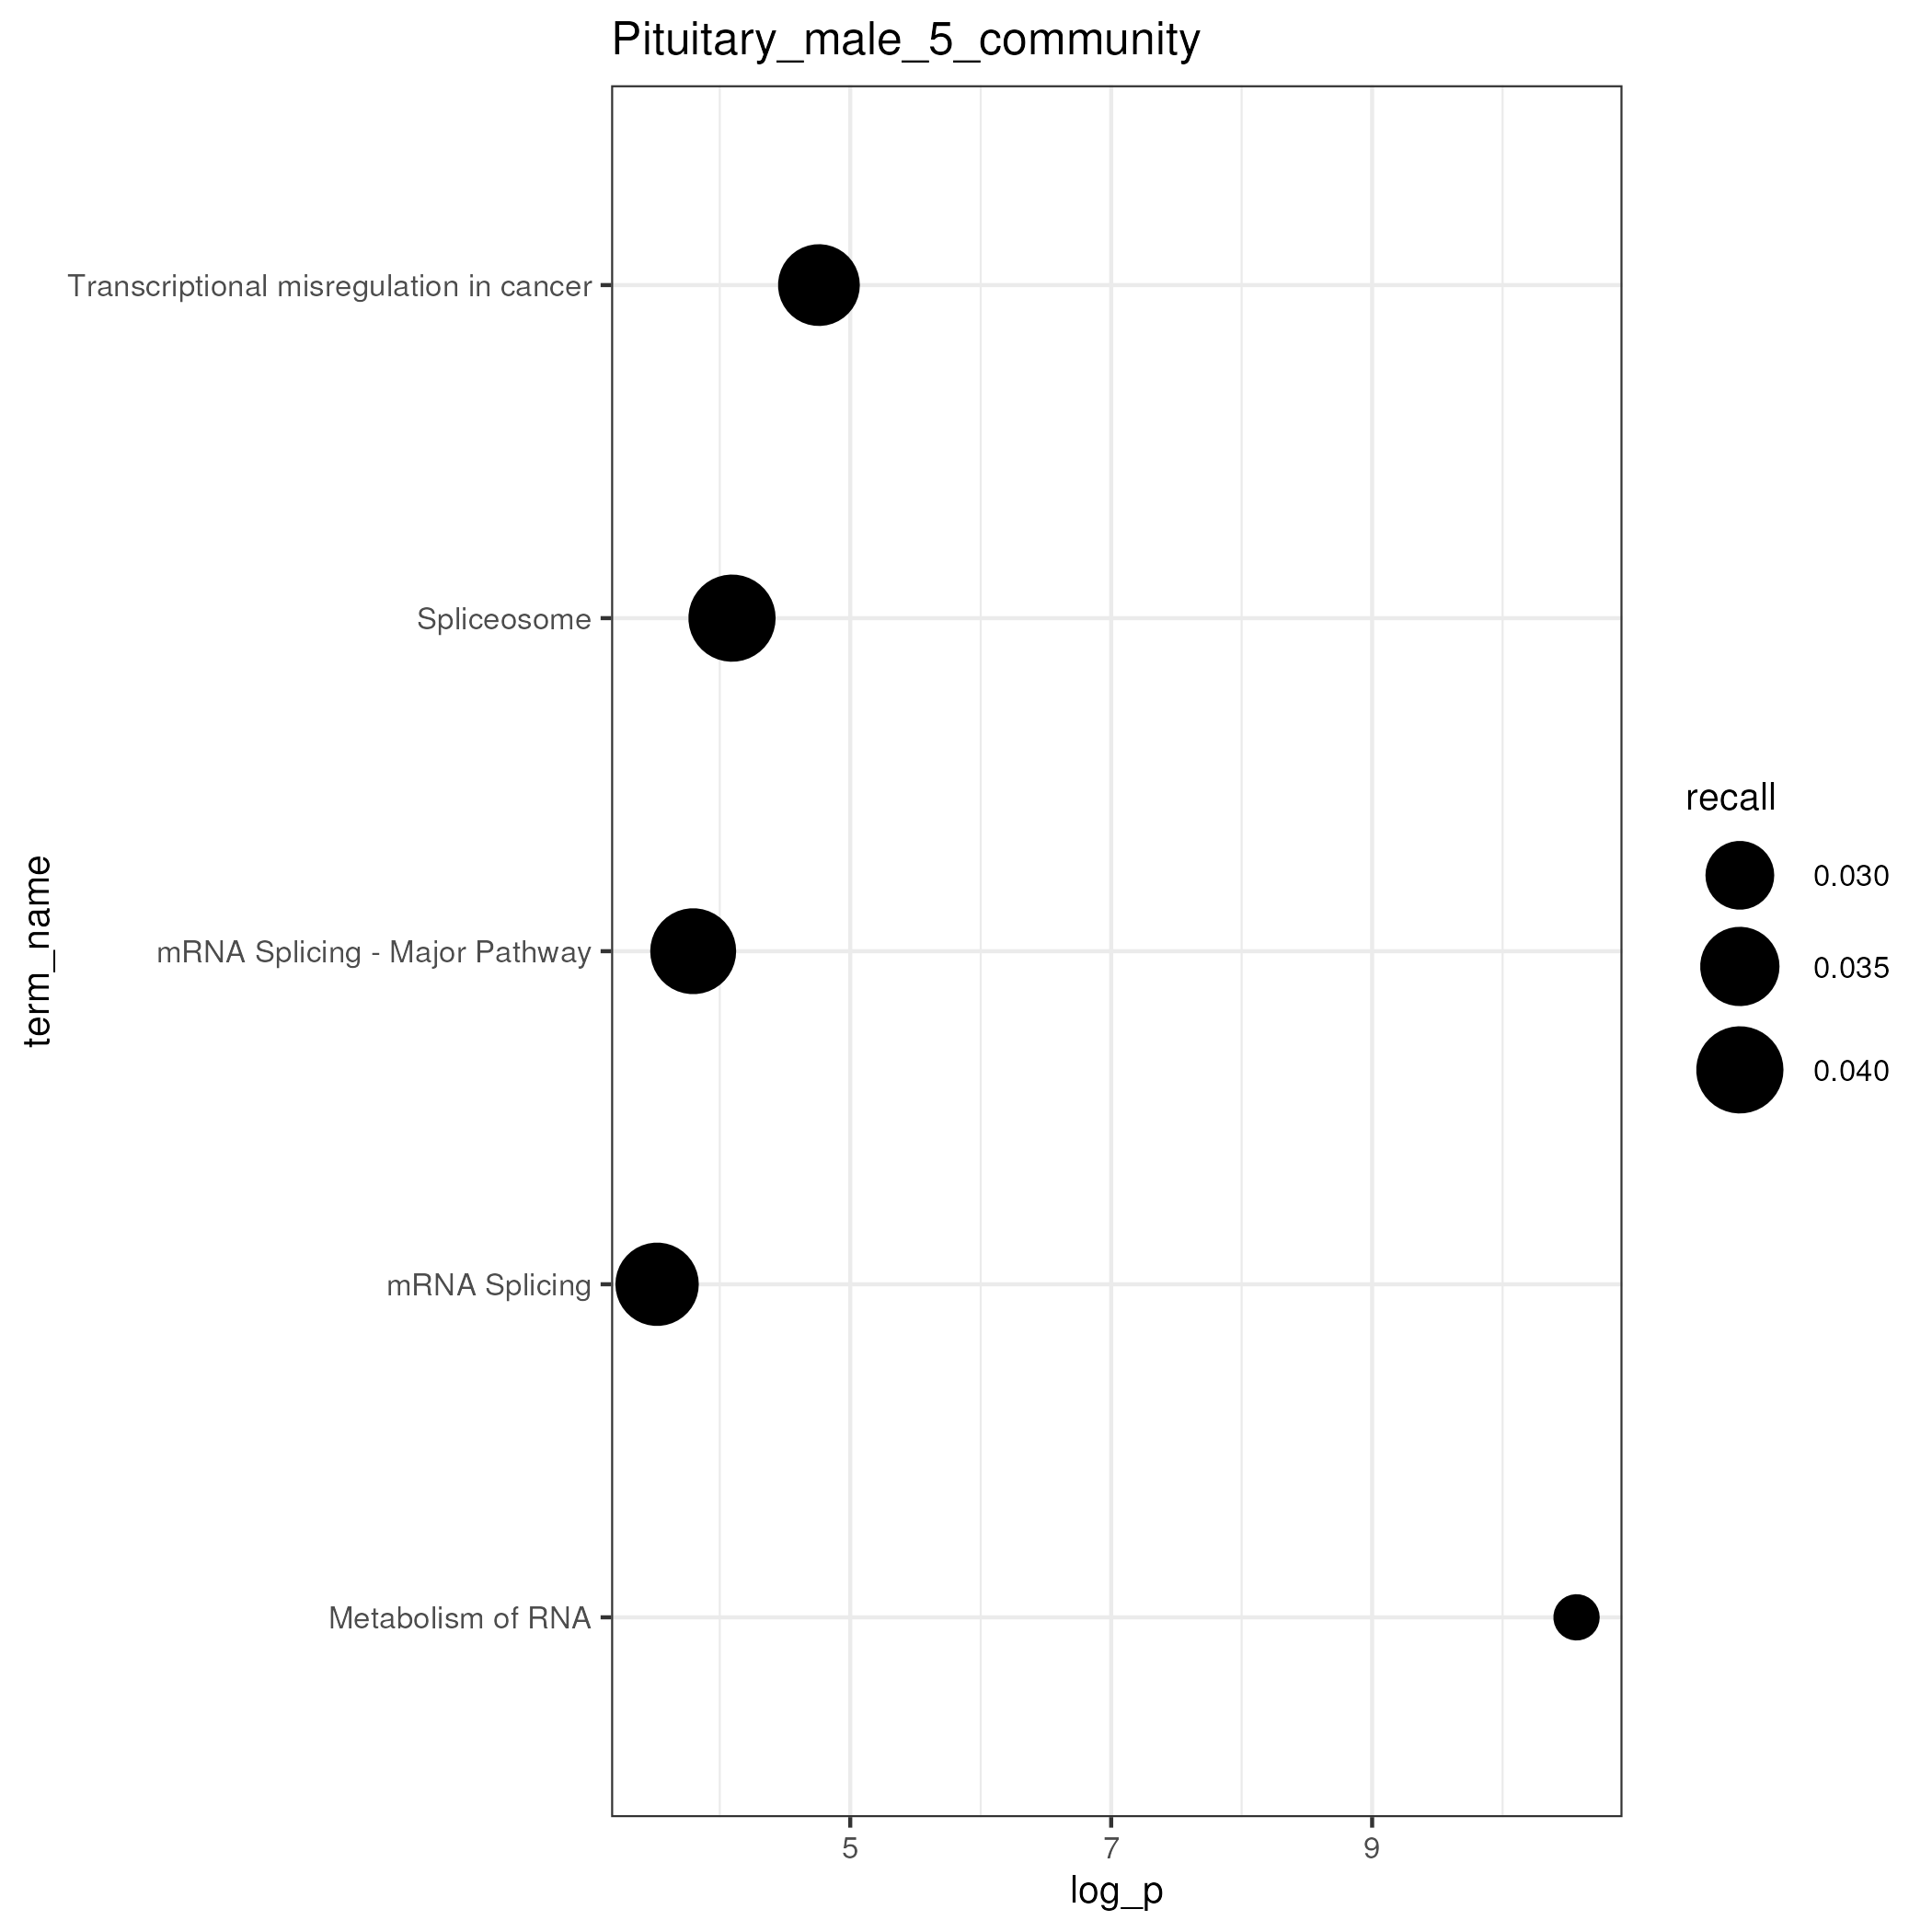 Pituitary_male_5_community
Transcriptional misregulation in cancer
Spliceosome
mRNA Splicing - Major Pathway
mRNA Splicing
Metabolism of RNA
term_name
5
7
9
log_p
recall
0.030
0.035
0.040